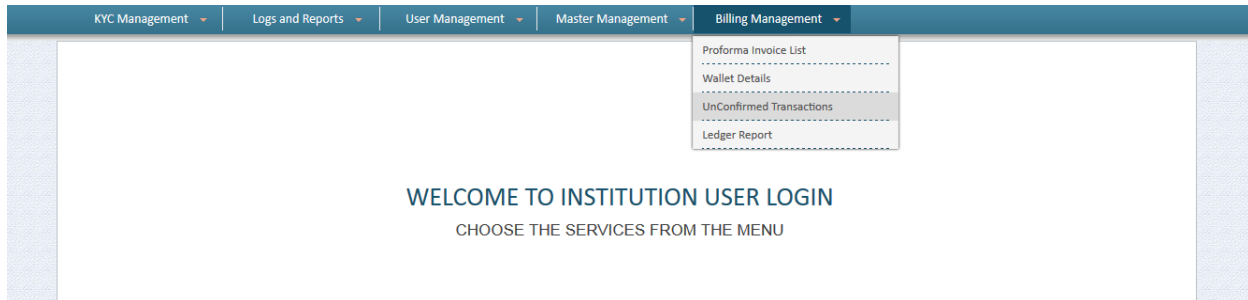 KYC Management Logs and Reports User Management Master Management Billing Management
Proforma Invoice List
Wallet Details
UnConfirmed Transactions
Ledger Report
WELCOME TO INSTITUTION USER LOGIN
CHOOSE THE SERVICES FROM THE MENU